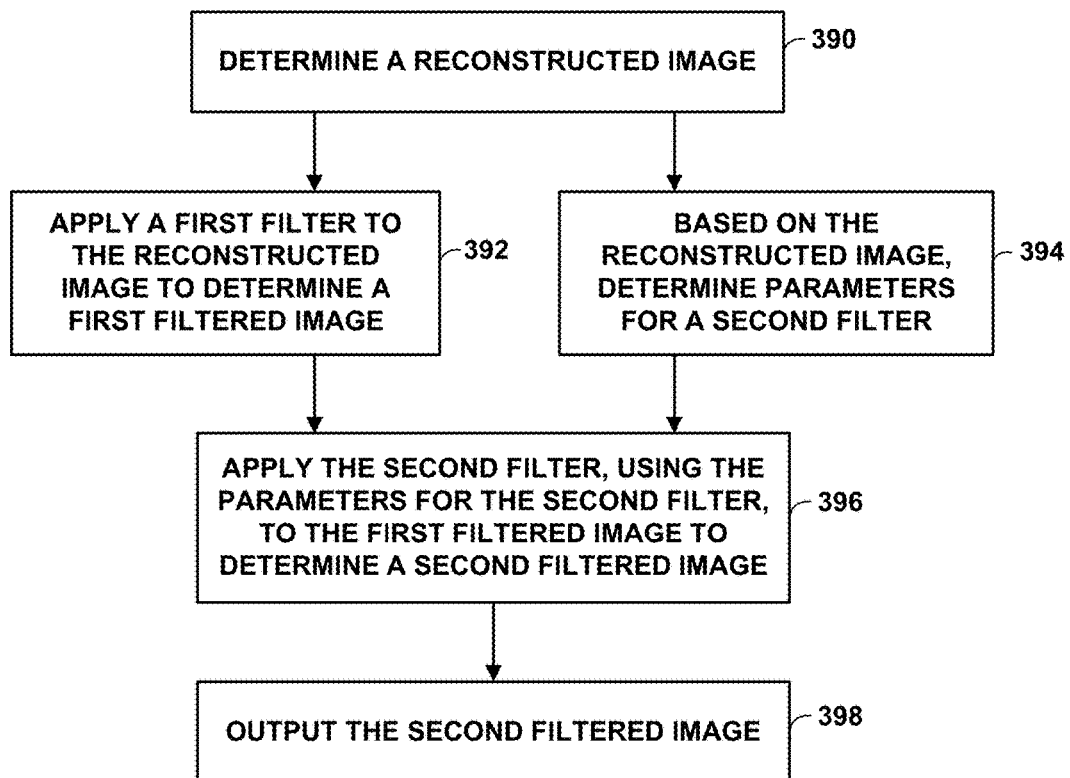 DETERMINE A RECONSTRUCTED IMAGE
390
APPLY A FIRST FILTER TO
THE RECONSTRUCTED
IMAGE TO DETERMINE A
FIRST FILTERED IMAGE
392
BASED ON THE
RECONSTRUCTED IMAGE,
DETERMINE PARAMETERS
FOR A SECOND FILTER
394
APPLY THE SECOND FILTER, USING THE
PARAMETERS FOR THE SECOND FILTER,
TO THE FIRST FILTERED IMAGE TO
DETERMINE A SECOND FILTERED IMAGE
396
OUTPUT THE SECOND FILTERED IMAGE
398